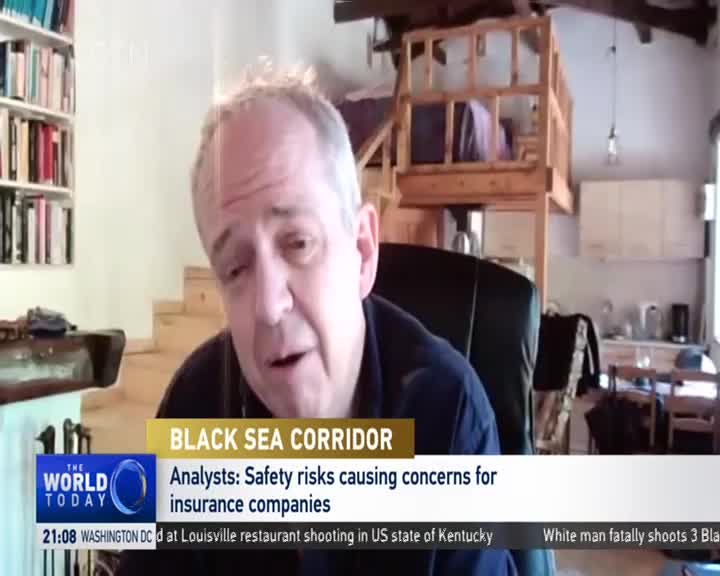 CGTN
BLACK SEA CORRIDOR
Analysts: Safety risks causing concerns for
insurance companies
THE
WORLD
TODAY
21:08 WASHINGTON DC
d at Louisville restaurant shooting in US state of Kentucky White man fatally shoots 3 Bla